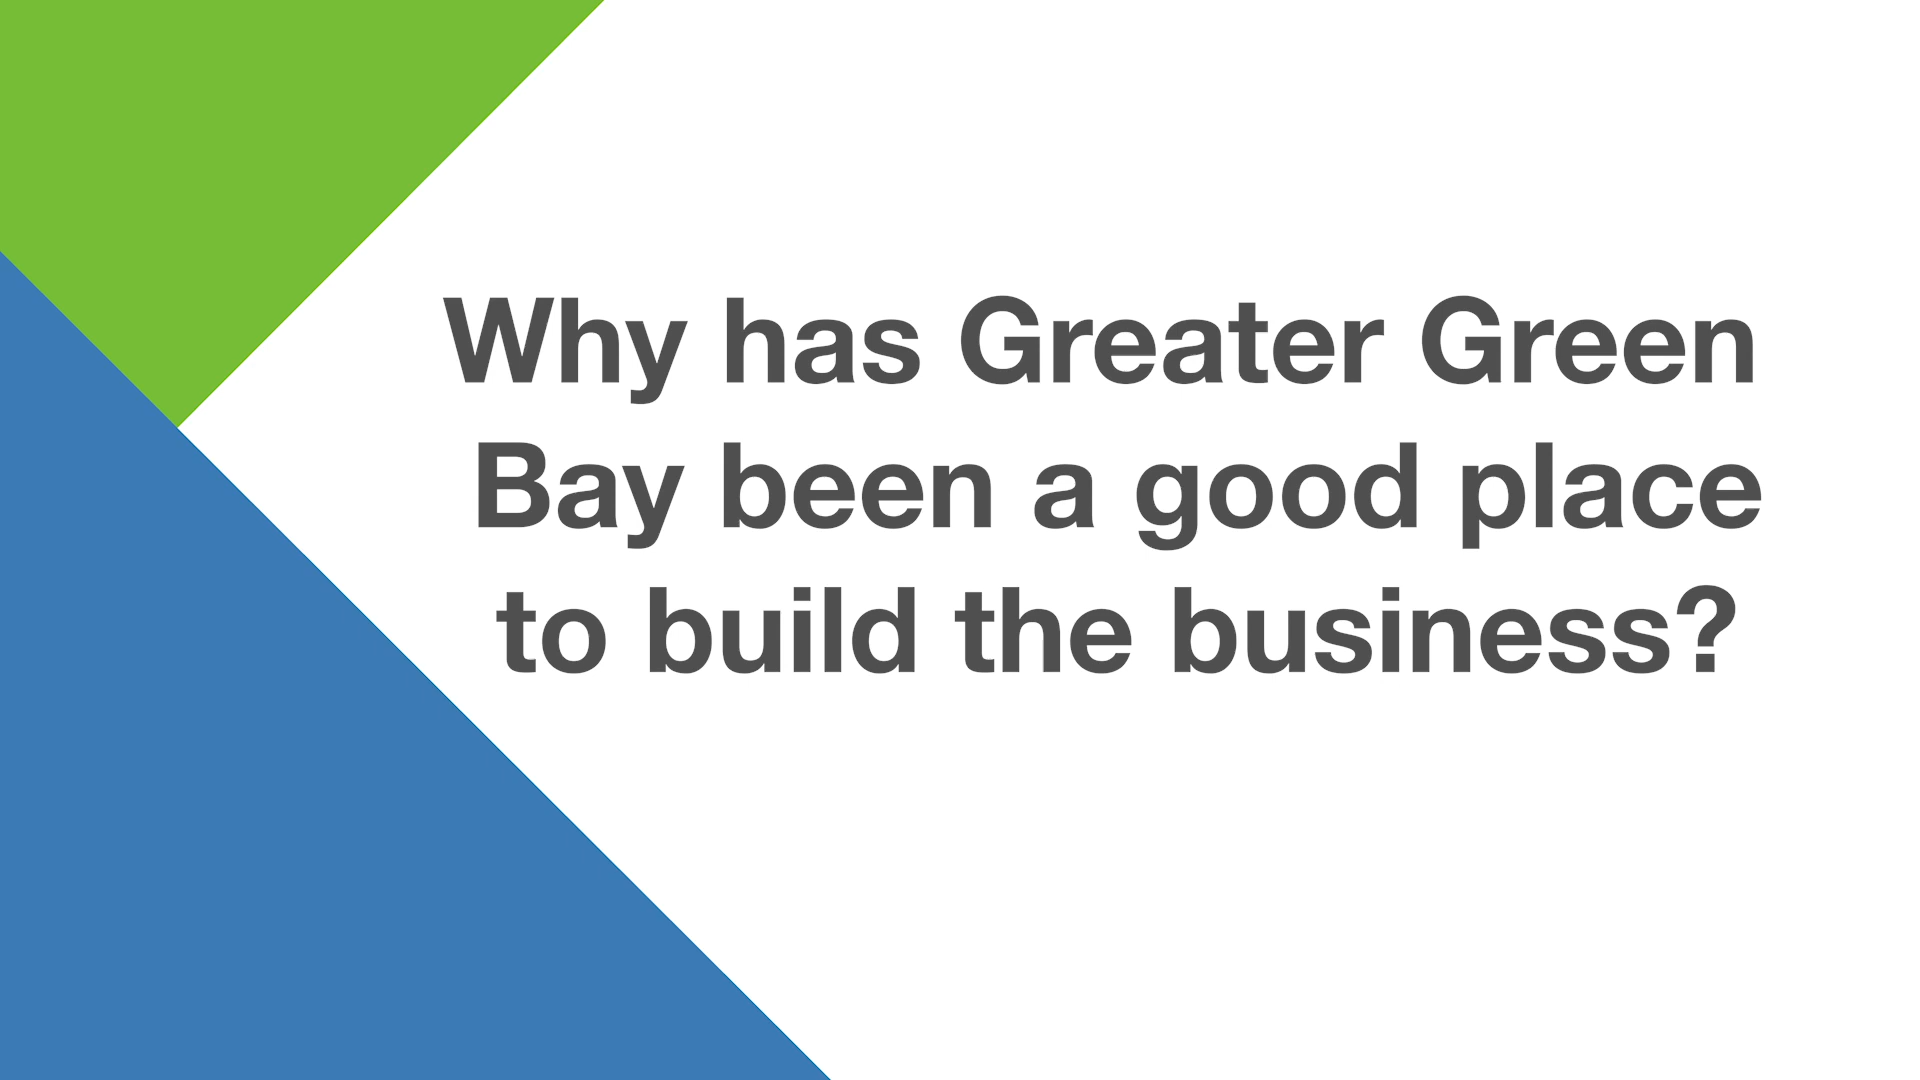 Why has Greater Green
Bay been a good place
to build the business?